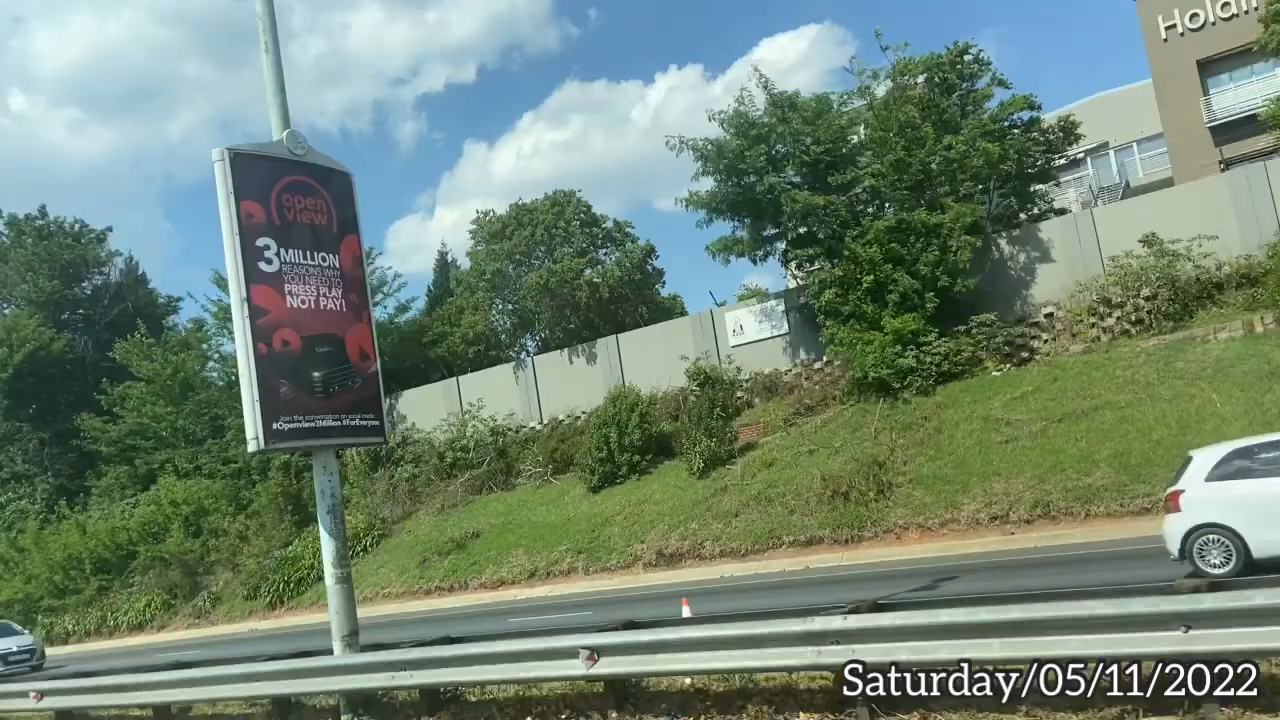 Holdin
open
view
3 MILLION
REASONS WHY
YOU NEED TO
PRESS PLAY
NOT PAY!
Join the conversation on social media
#Openview3Million #ForEveryone
Saturday/05/11/2022